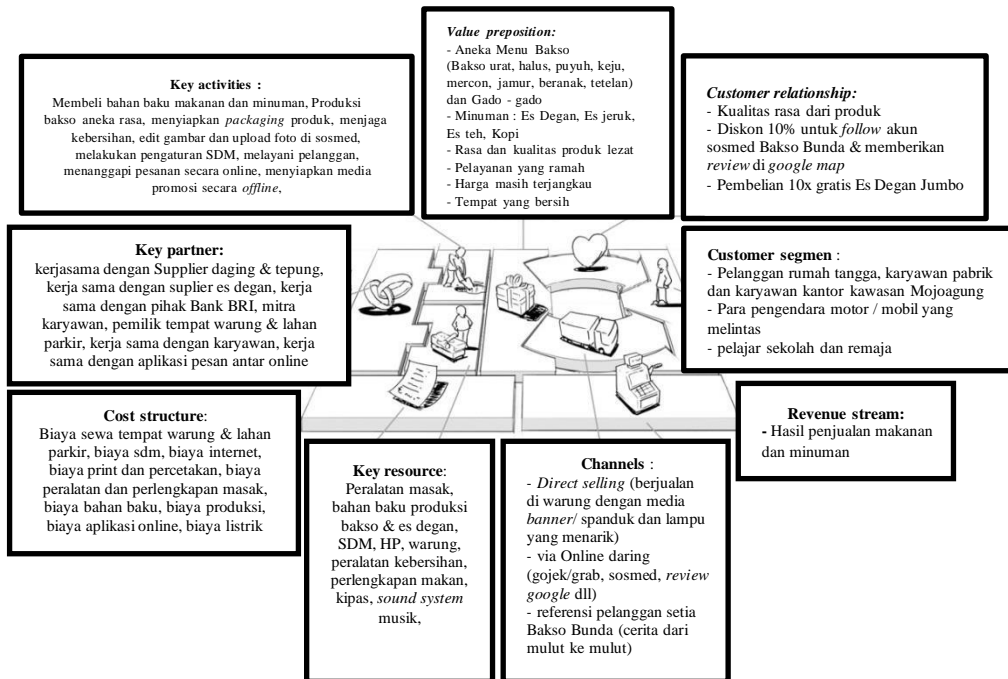 Key activities :
Membeli bahan baku makanan dan minuman, Produksi
bakso aneka rasa, menyiapkan packaging produk, menjaga
kebersihan, edit gambar dan upload foto di sosmed,
melakukan pengaturan SDM, melayani pelanggan,
menanggapi pesanan secara online, menyiapkan media
promosi secara offline,
Value preposition:
- Aneka Menu Bakso
(Bakso urat, halus, puyuh, keju,
mercon, jamur, beranak, tetelan)
dan Gado - gado
- Minuman : Es Degan, Es jeruk,
Es teh, Kopi
- Rasa dan kualitas produk lezat
- Pelayanan yang ramah
- Harga masih terjangkau
- Tempat yang bersih
Customer relationship:
- Kualitas rasa dari produk
- Diskon 10% untuk follow akun
sosmed Bakso Bunda & memberikan
review di google map
- Pembelian 10x gratis Es Degan Jumbo
Key partner:
kerjasama dengan Supplier daging & tepung,
kerja sama dengan suplier es degan, kerja
sama dengan pihak Bank BRI, mitra
karyawan, pemilik tempat warung & lahan
parkir, kerja sama dengan karyawan, kerja
sama dengan aplikasi pesan antar online
Customer segmen :
- Pelanggan rumah tangga, karyawan pabrik
dan karyawan kantor kawasan Mojoagung
- Para pengendara motor / mobil yang
melintas
- pelajar sekolah dan remaja
Cost structure:
Biaya sewa tempat warung & lahan
parkir, biaya sdm, biaya internet,
biaya print dan percetakan, biaya
peralatan dan perlengkapan masak,
biaya bahan baku, biaya produksi,
biaya aplikasi online, biaya listrik
Key resource:
Peralatan masak,
bahan baku produksi
bakso & es degan,
SDM, HP, warung,
peralatan kebersihan,
perlengkapan makan,
kipas, sound system
musik,
Channels :
- Direct selling (berjualan
di warung dengan media
banner/ spanduk dan lampu
yang menarik)
- via Online daring
(gojek/grab, sosmed, review
google dll)
- referensi pelanggan setia
Bakso Bunda (cerita dari
mulut ke mulut)
Revenue stream:
- Hasil penjualan makanan
dan minuman